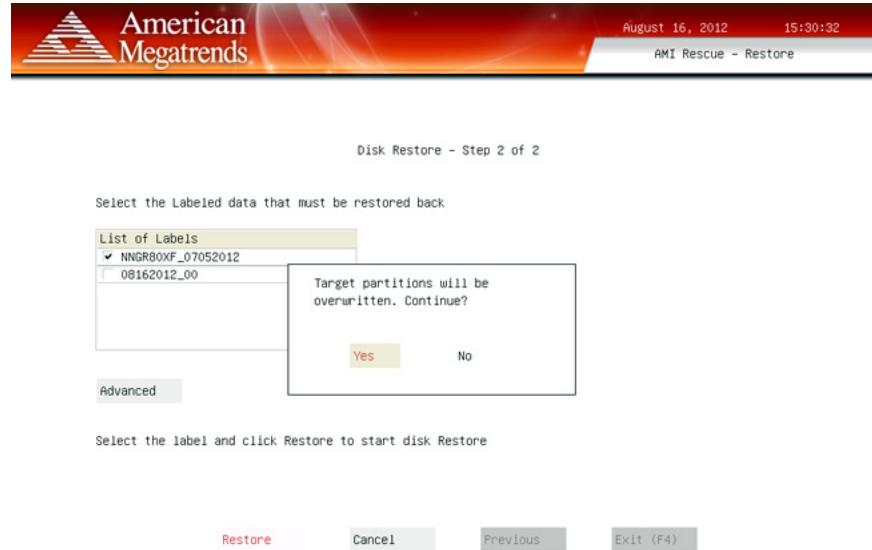 American
Megatrends
August 16, 2012 15:30:32
AMI Rescue - Restore
Disk Restore - Step 2 of 2
Select the Labeled data that must be restored back
List of Labels
NNGR80XF_07052012
08162012_00
Target partitions will be
overwritten. Continue?
Yes No
Advanced
Select the label and click Restore to start disk Restore
Restore Cancel Previous Exit (F4)